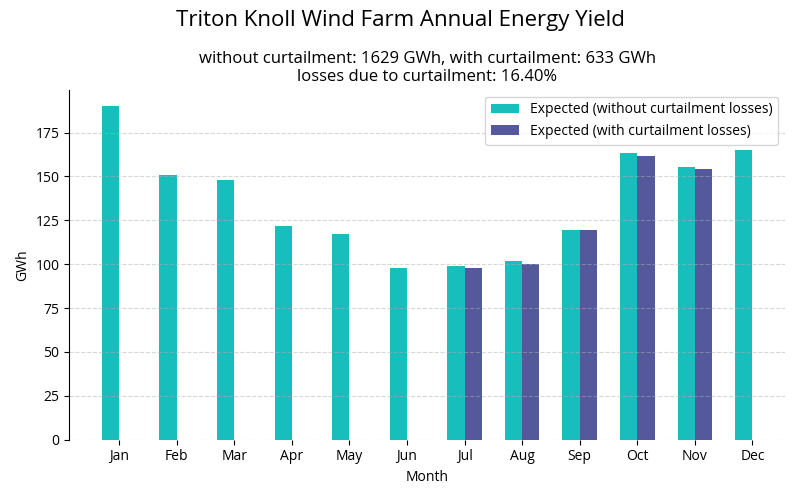 Triton Knoll Wind Farm Annual Energy Yield
without curtailment: 1629 GWh, with curtailment: 633 GWh
losses due to curtailment: 16.40%
Expected (without curtailment losses)
Expected (with curtailment losses)
GWh
175
150
125
100
75
50
25
0
Jan Feb Mar Apr May Jun Jul Aug Sep Oct Nov Dec
Month